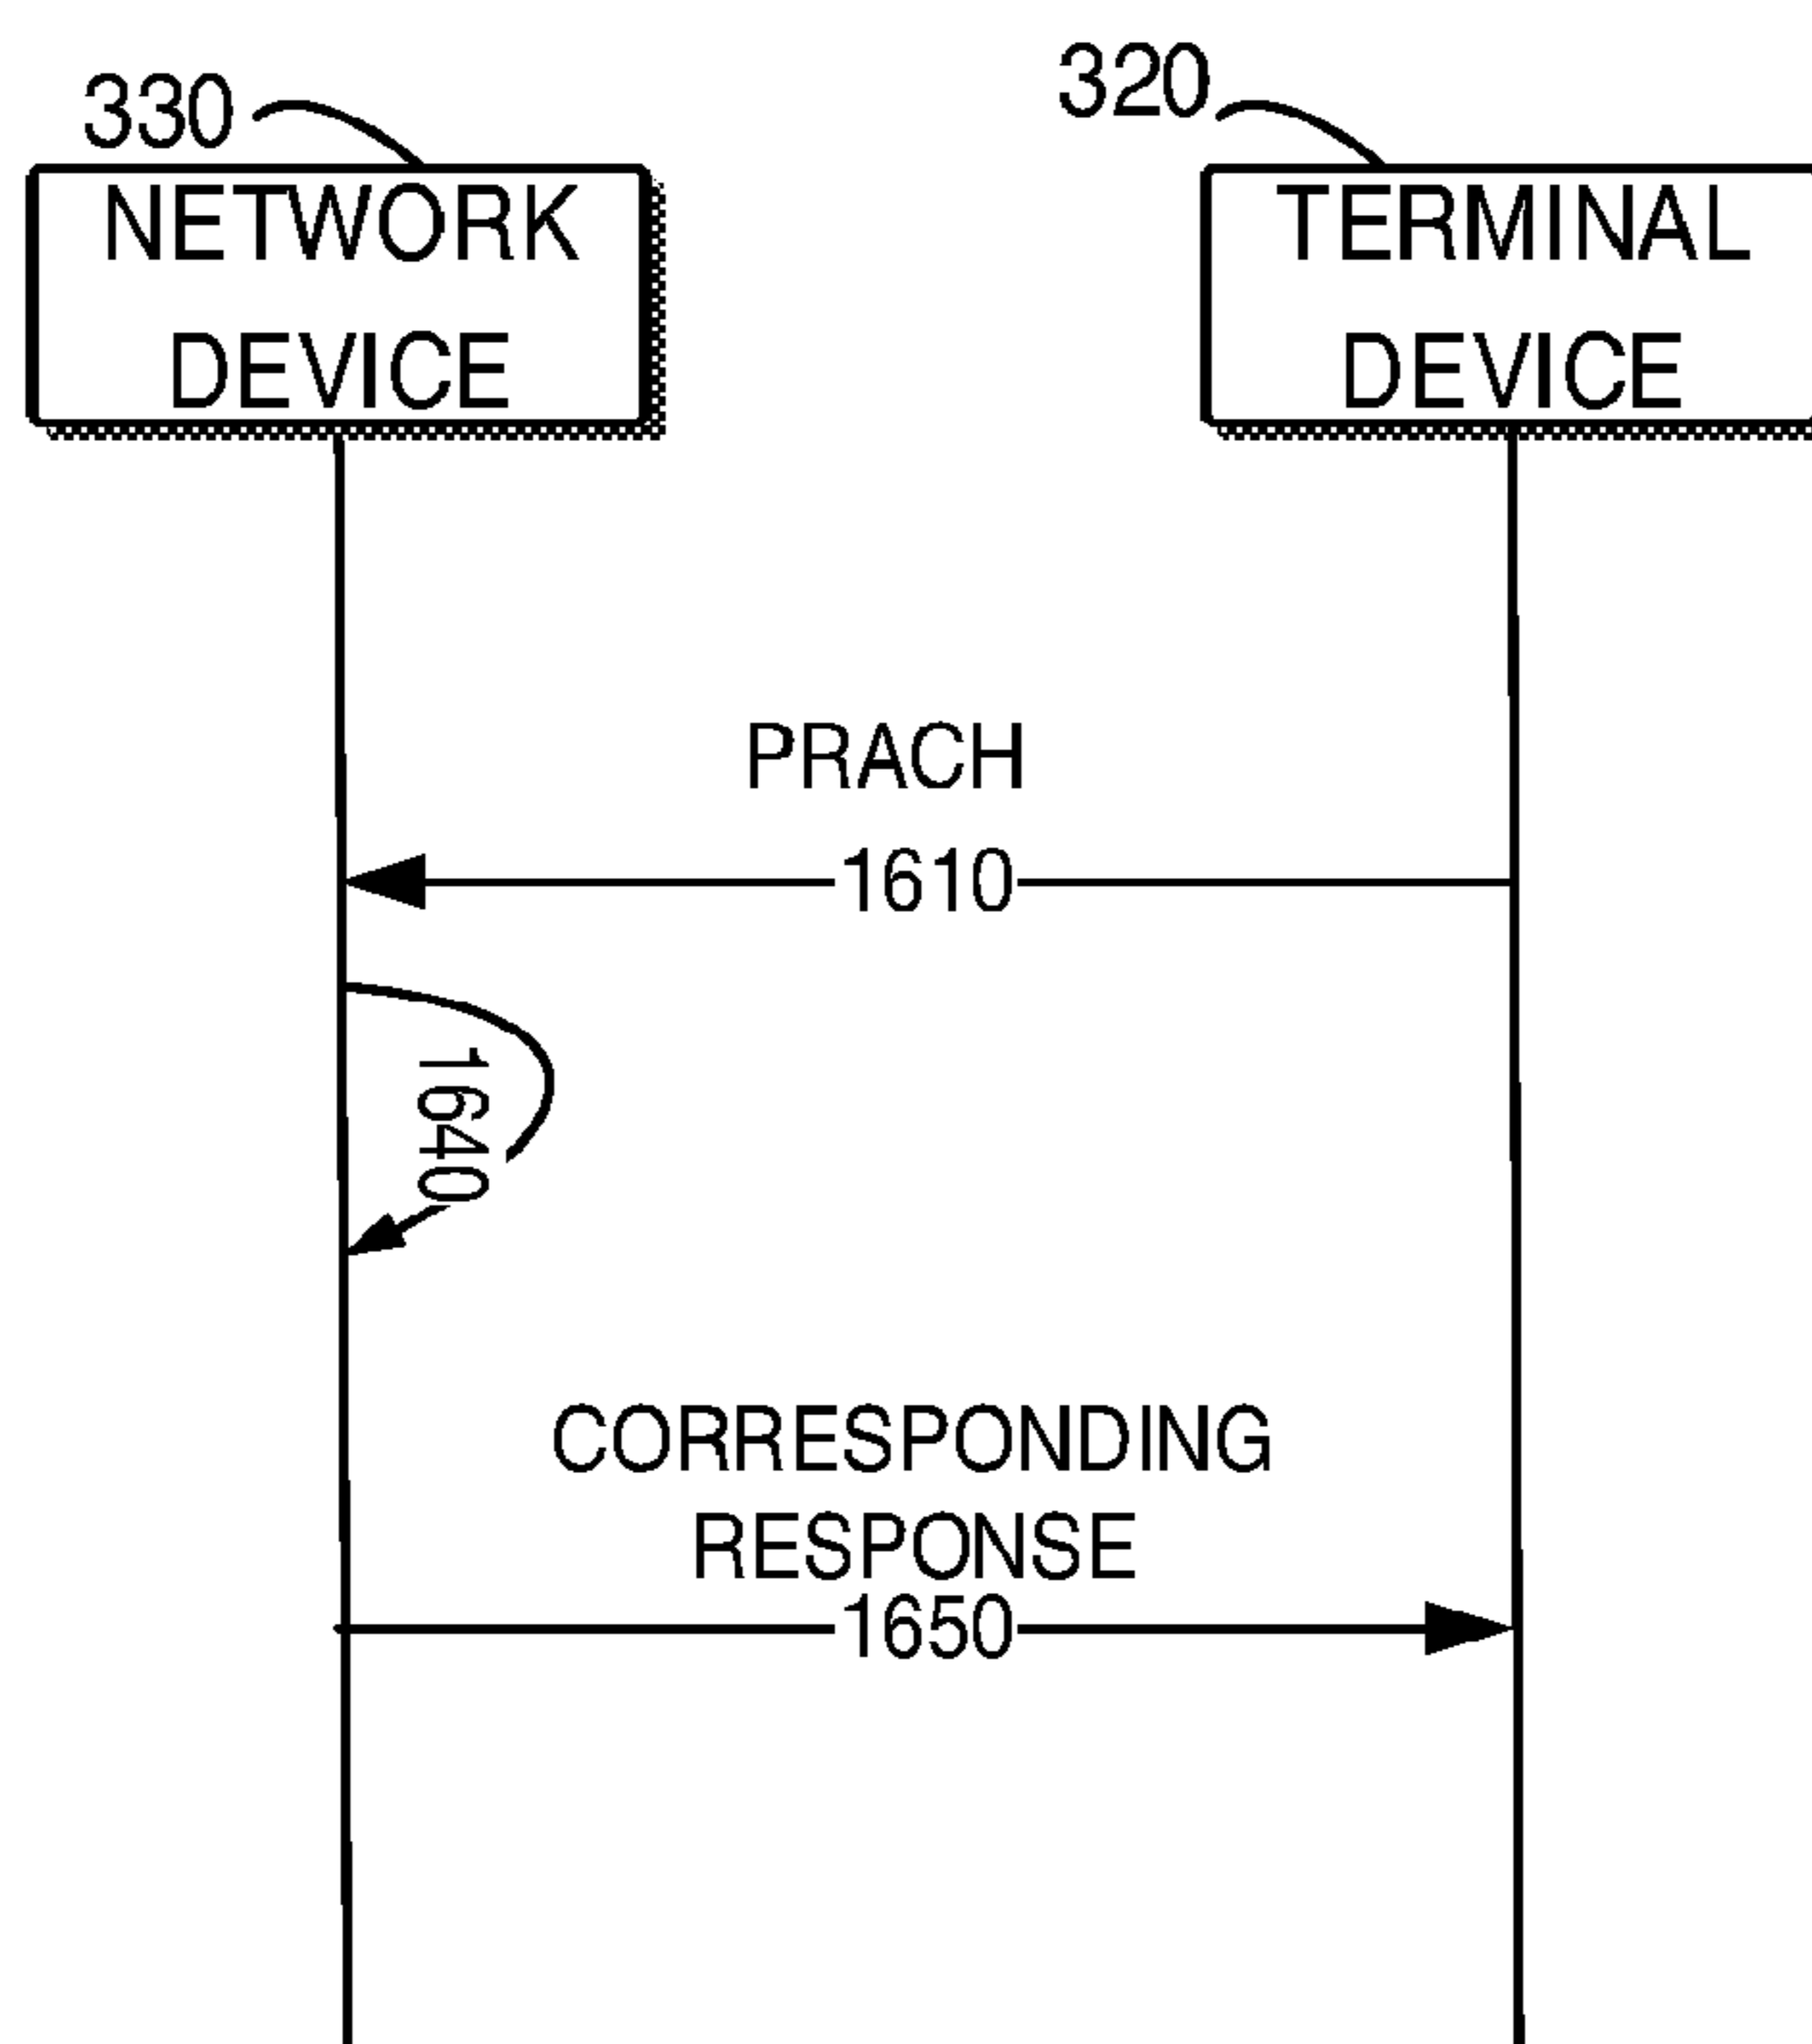 330
320
NETWORK
DEVICE
TERMINAL
DEVICE
PRACH
1610
1640
CORRESPONDING
RESPONSE
1650